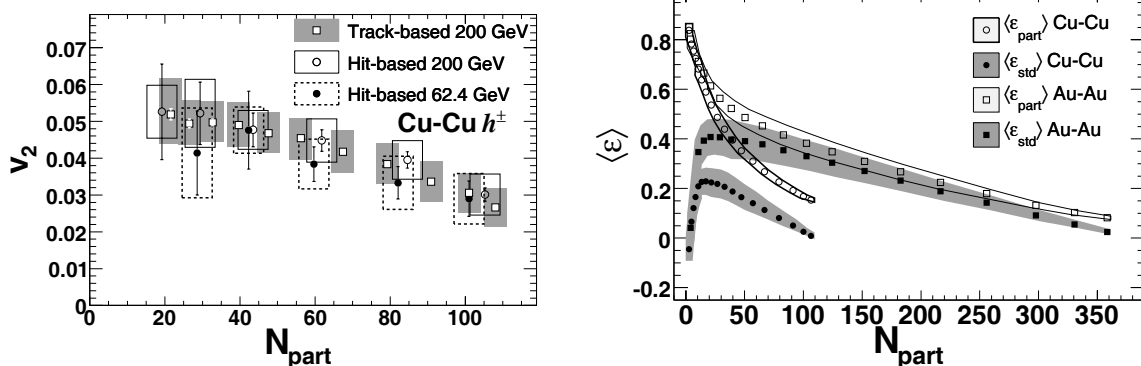 0.07
0.06
0.05
0.04
0.03
0.02
0.01
0
v2
0 20 40 60 80 100
Npart
Track-based 200 GeV
Hit-based 200 GeV
Hit-based 62.4 GeV
Cu-Cu h±
0.8
0.6
0.4
0.2
0
-0.2
⟨ε⟩
0 50 100 150 200 250 300 350
Npart
⟨εpart⟩ Cu-Cu
⟨εstd⟩ Cu-Cu
⟨εpart⟩ Au-Au
⟨εstd⟩ Au-Au